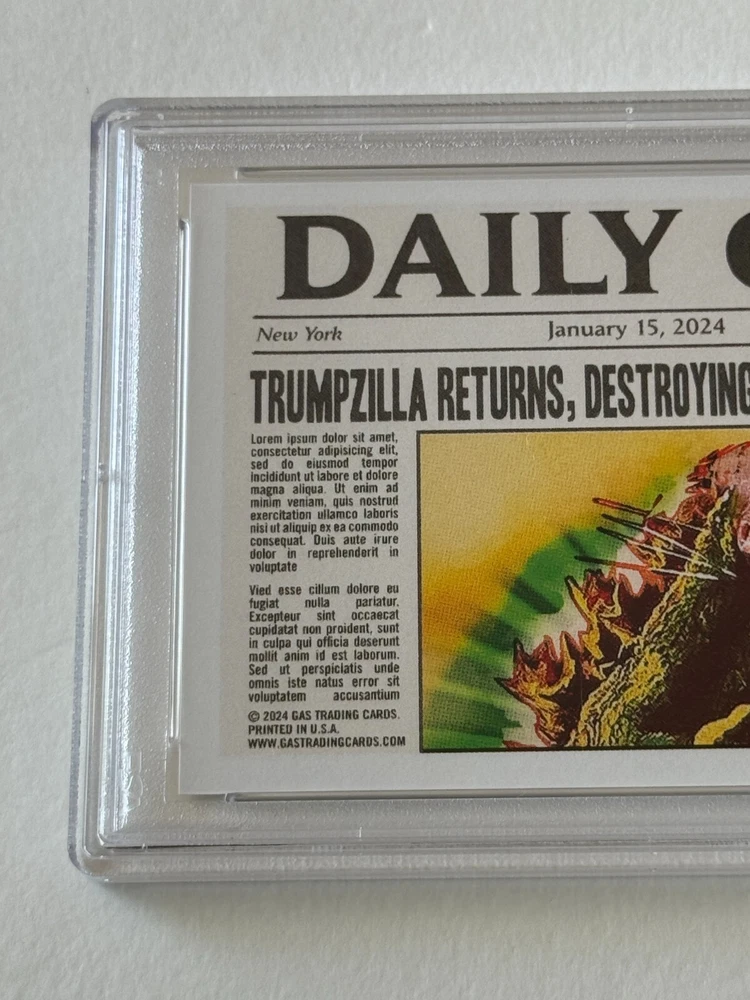 DAILY
New York
January 15, 2024
TRUMPZILLA RETURNS, DESTROYING
Lorem ipsum dolor sit amet,
consectetur adipisicing elit,
sed do eiusmod tempor
incididunt ut labore et dolore
magna aliqua. Ut enim ad
minim veniam, quis nostrud
exercitation ullamco laboris
nisi ut aliquip ex ea commodo
consequat. Duis aute irure
dolor in reprehenderit in
voluptate
Vied esse cillum dolore eu
fugiat nulla pariatur.
Excepteur sint occaecat
cupidatat non proident, sunt
in culpa qui officia deserunt
mollit anim id est laborum.
Sed ut perspiciatis unde
omnis iste natus error sit
voluptatem accusantium
© 2024 GAS TRADING CARDS.
PRINTED IN U.S.A.
WWW.GASTRADINGCARDS.COM